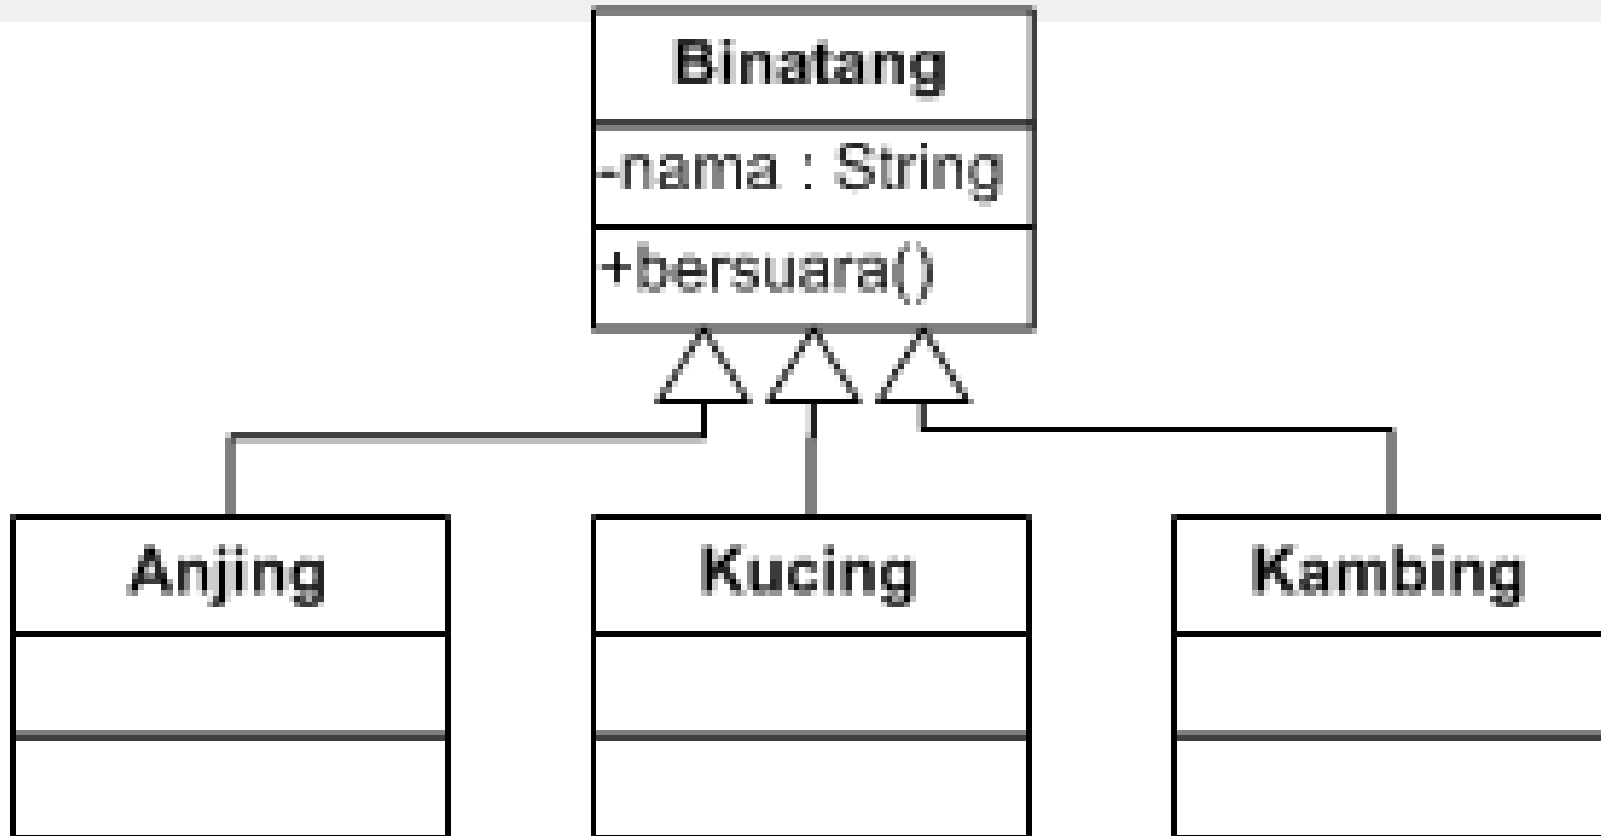 Binatang
-nama : String
+bersuara()
Anjing
Kucing
Kambing